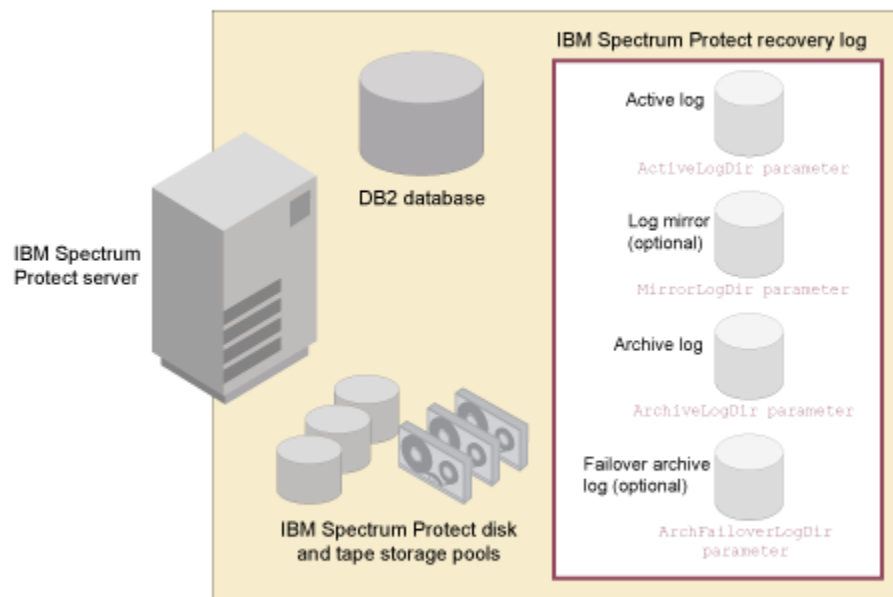 IBM Spectrum Protect recovery log
Active log
ActiveLogDir parameter
DB2 database
Log mirror
(optional)
MirrorLogDir parameter
IBM Spectrum
Protect server
Archive log
ArchiveLogDir parameter
Failover archive
log (optional)
ArchFailoverLogDir
parameter
IBM Spectrum Protect disk
and tape storage pools